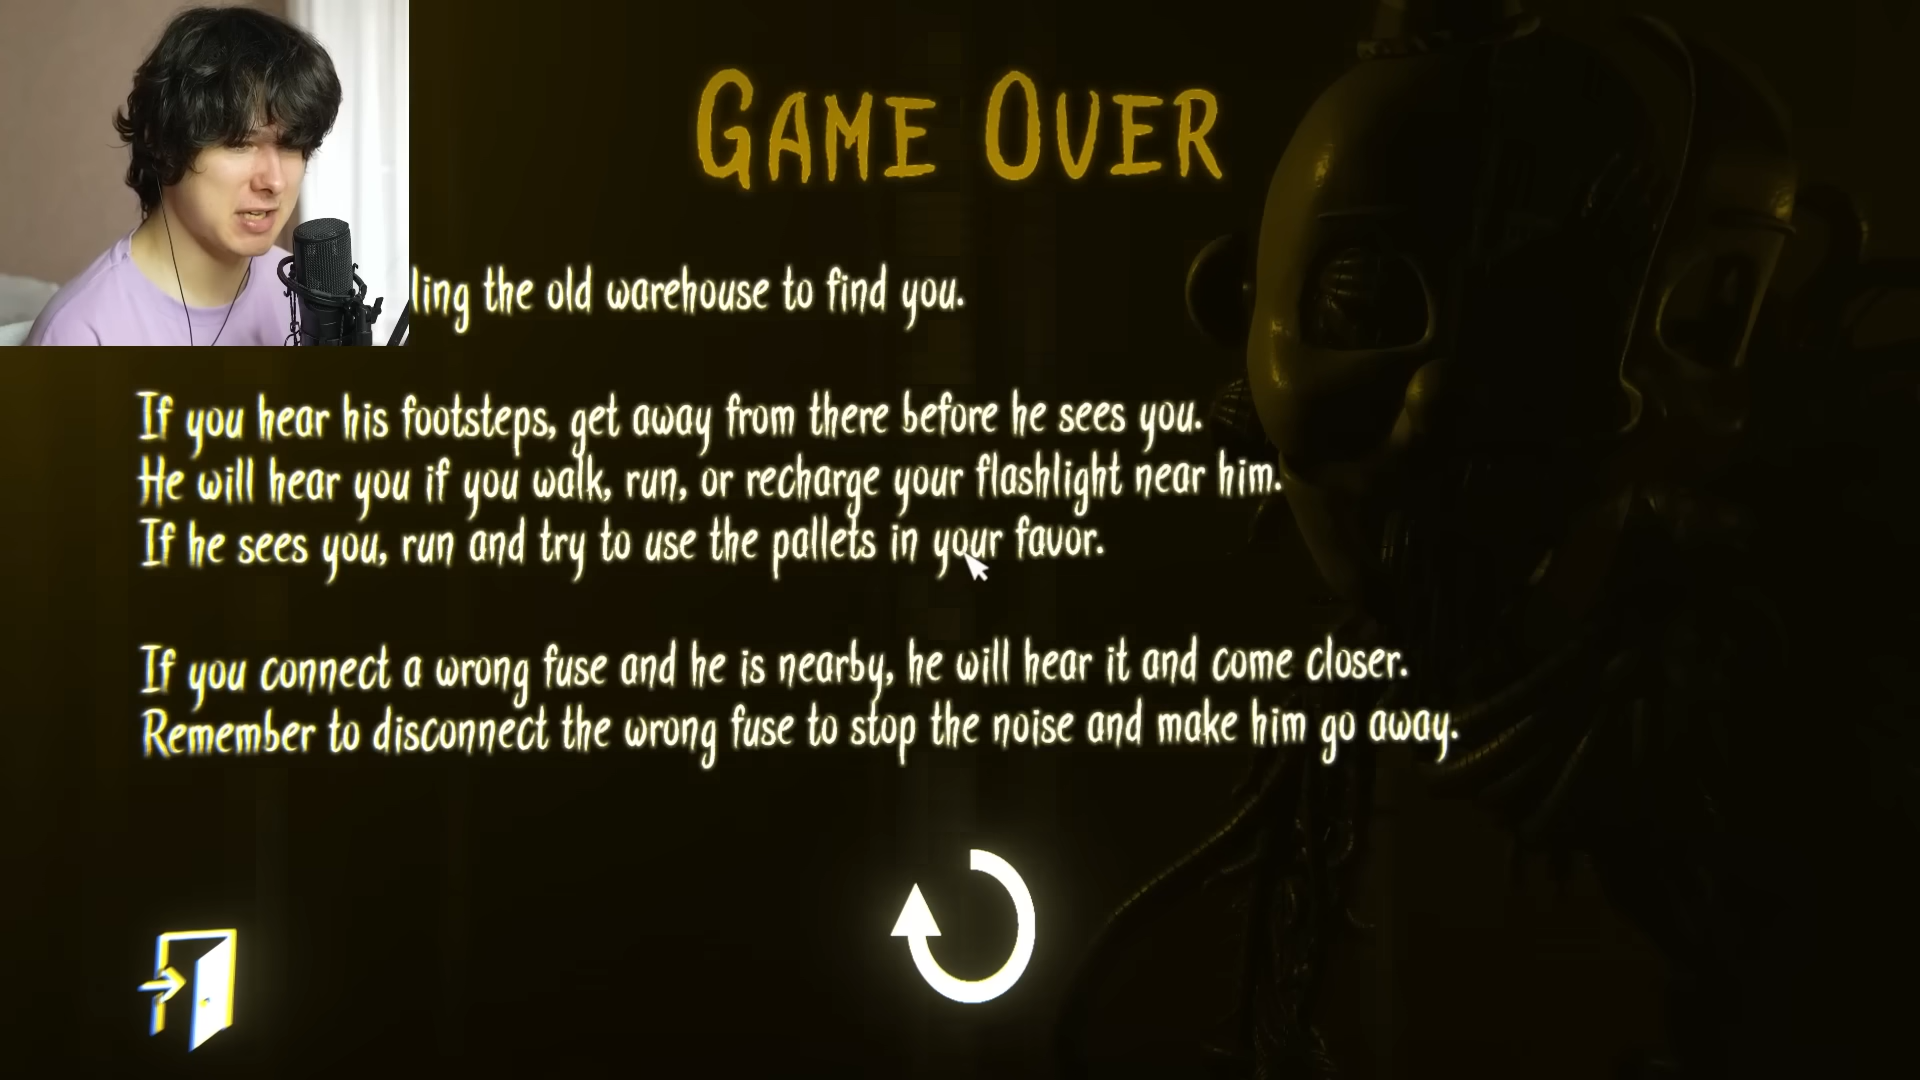 GAME OVER
ling the old warehouse to find you.
If you hear his footsteps, get away from there before he sees you.
He will hear you if you walk, run, or recharge your flashlight near him.
If he sees you, run and try to use the pallets in your favor.
If you connect a wrong fuse and he is nearby, he will hear it and come closer.
Remember to disconnect the wrong fuse to stop the noise and make him go away.